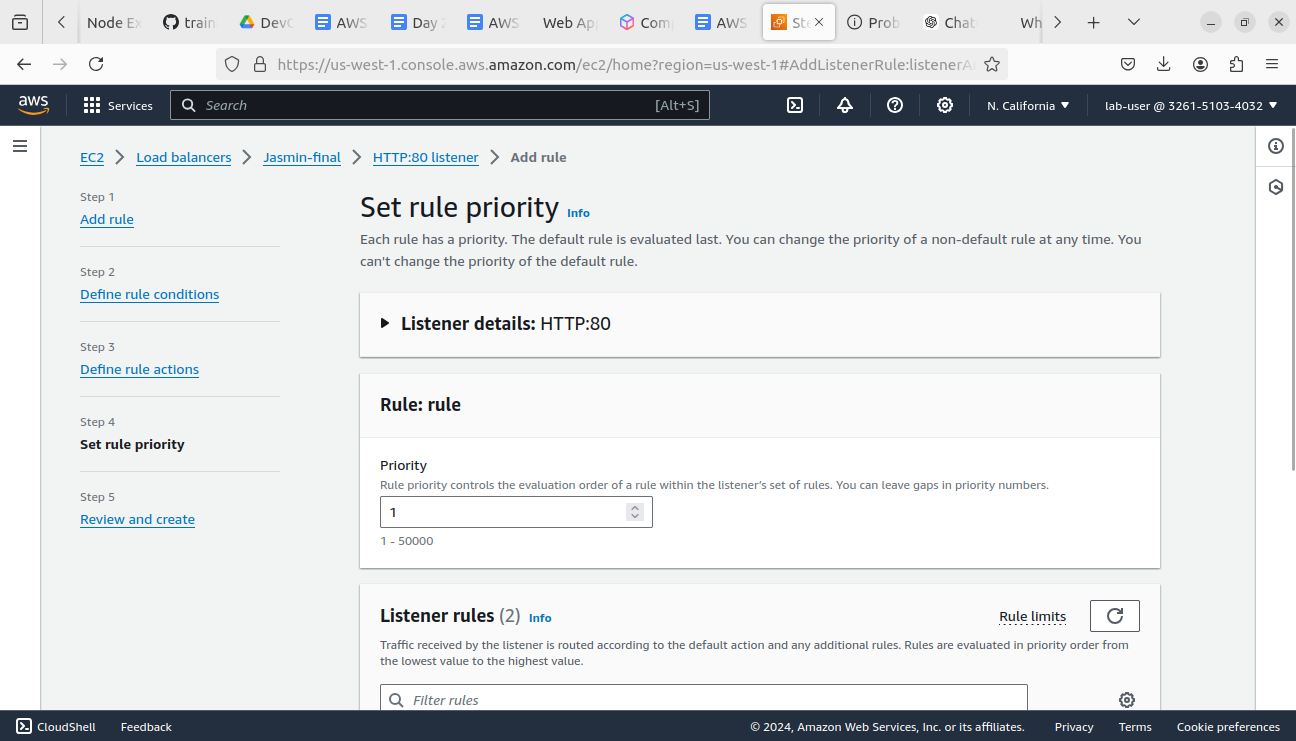 Node Ex
train
DevO
AWS
Day 2
AWS
Web App
Com
AWS
Ste
Prob
Chat
Wh
https://us-west-1.console.aws.amazon.com/ec2/home?region=us-west-1#AddListenerRule:listenerA
aws
Services
Search
[Alt+S]
N. California
lab-user @ 3261-5103-4032
EC2
Load balancers
Jasmin-final
HTTP:80 listener
Add rule
Step 1
Add rule
Step 2
Define rule conditions
Step 3
Define rule actions
Step 4
Set rule priority
Step 5
Review and create
Set rule priority Info
Each rule has a priority. The default rule is evaluated last. You can change the priority of a non-default rule at any time. You
can't change the priority of the default rule.
Listener details: HTTP:80
Rule: rule
Priority
Rule priority controls the evaluation order of a rule within the listener's set of rules. You can leave gaps in priority numbers.
1
1 - 50000
Listener rules (2) Info
Rule limits
Traffic received by the listener is routed according to the default action and any additional rules. Rules are evaluated in priority order from
the lowest value to the highest value.
Filter rules
CloudShell
Feedback
© 2024, Amazon Web Services, Inc. or its affiliates.
Privacy
Terms
Cookie preferences